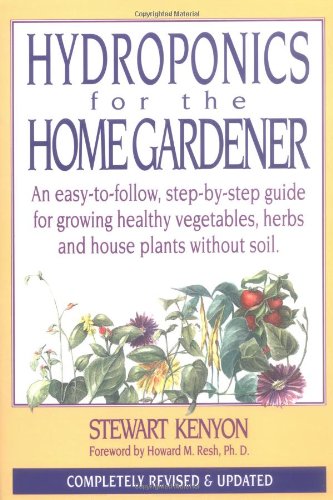 HYDROPONICS
for the
HOME GARDENER
An easy-to-follow, step-by-step guide
for growing healthy vegetables, herbs
and house plants without soil.
STEWART KENYON
Foreword by Howard M. Resh, Ph. D.
COMPLETELY REVISED & UPDATED